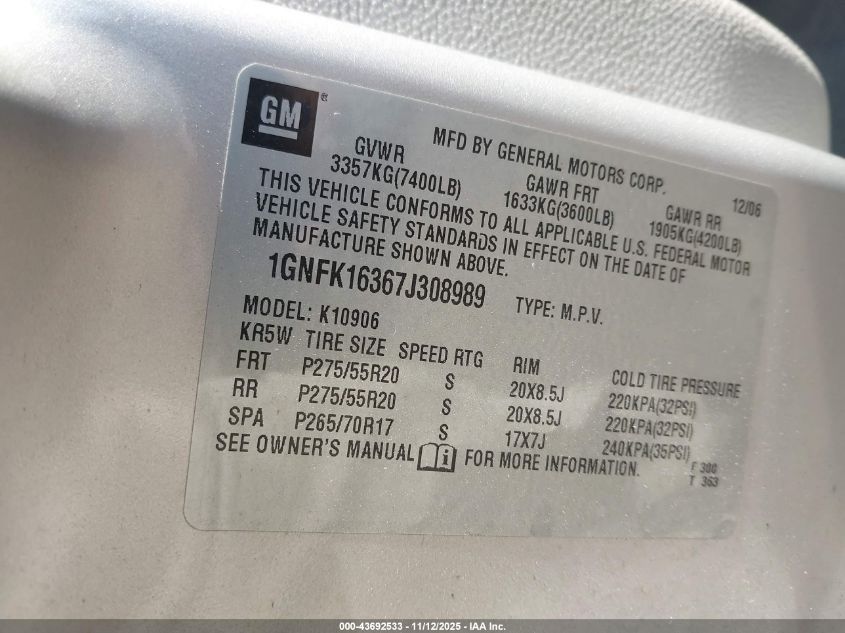 GM®
MFD BY GENERAL MOTORS CORP. 12/06
GVWR GAWR FRT GAWR RR
3357KG(7400LB) 1633KG(3600LB) 1905KG(4200LB)
THIS VEHICLE CONFORMS TO ALL APPLICABLE U.S. FEDERAL MOTOR
VEHICLE SAFETY STANDARDS IN EFFECT ON THE DATE OF
MANUFACTURE SHOWN ABOVE.
1GNFK16367J308989 TYPE: M.P.V.
MODEL: K10906
KR5W TIRE SIZE SPEED RTG RIM COLD TIRE PRESSURE
FRT P275/55R20 S 20X8.5J 220KPA(32PSI)
RR P275/55R20 S 20X8.5J 220KPA(32PSI)
SPA P265/70R17 S 17X7J 240KPA(35PSI)
SEE OWNER'S MANUAL i FOR MORE INFORMATION.
F 300
T 363
000-43692533 - 11/12/2025 - IAA Inc.